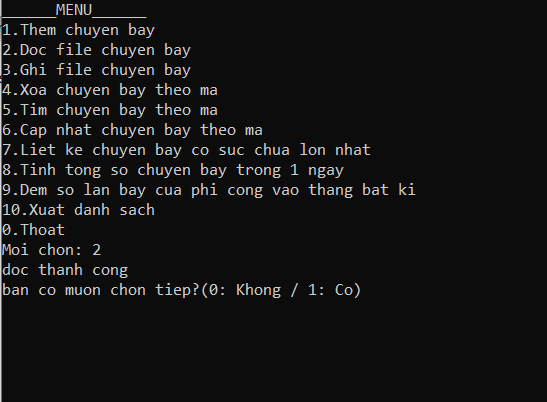 ______MENU______
1.Them chuyen bay
2.Doc file chuyen bay
3.Ghi file chuyen bay
4.Xoa chuyen bay theo ma
5.Tim chuyen bay theo ma
6.Cap nhat chuyen bay theo ma
7.Liet ke chuyen bay co suc chua lon nhat
8.Tinh tong so chuyen bay trong 1 ngay
9.Dem so lan bay cua phi cong vao thang bat ki
10.Xuat danh sach
0.Thoat
Moi chon: 2
doc thanh cong
ban co muon chon tiep?(0: Khong / 1: Co)